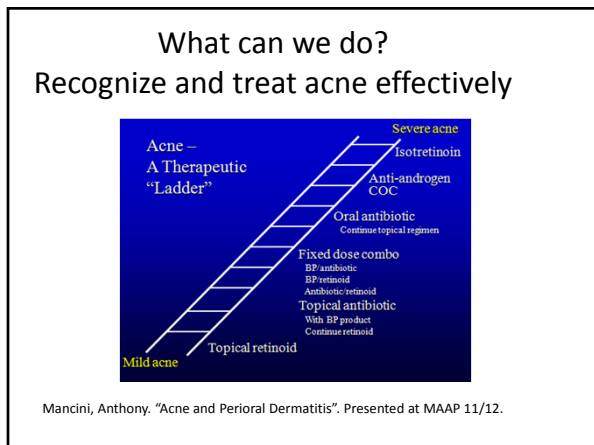 What can we do?
Recognize and treat acne effectively
Severe acne
Acne –
A Therapeutic
“Ladder”
Isotretinoin
Anti-androgen
COC
Oral antibiotic
Continue topical regimen
Fixed dose combo
BP/antibiotic
BP/retinoid
Antibiotic/retinoid
Topical antibiotic
With BP product
Continue retinoid
Topical retinoid
Mild acne
Mancini, Anthony. “Acne and Perioral Dermatitis”. Presented at MAAP 11/12.